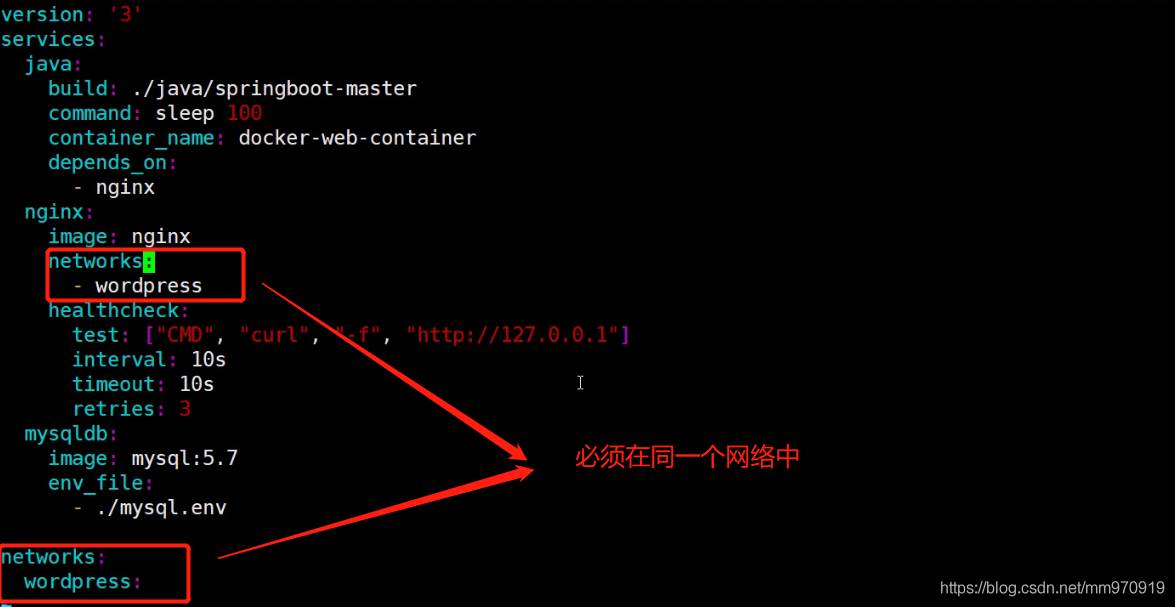 version: '3'
services:
  java:
    build: ./java/springboot-master
    command: sleep 100
    container_name: docker-web-container
    depends_on:
      - nginx
  nginx:
    image: nginx
    networks:
      - wordpress
    healthcheck:
      test: ["CMD", "curl", "-f", "http://127.0.0.1"]
      interval: 10s
      timeout: 10s
      retries: 3
  mysqldb:
    image: mysql:5.7
    env_file:
      - ./mysql.env
必须在同一个网络中
networks:
  wordpress:
https://blog.csdn.net/mm970919